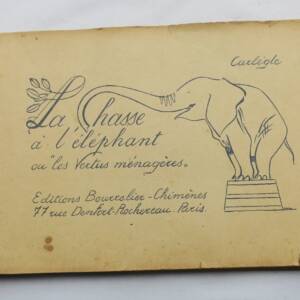 Carlègle
La Chasse
à l'éléphant
ou "les Vertus ménagères"
Editions Bourrelier-Chimènes
77 rue Denfert-Rochereau-Paris.